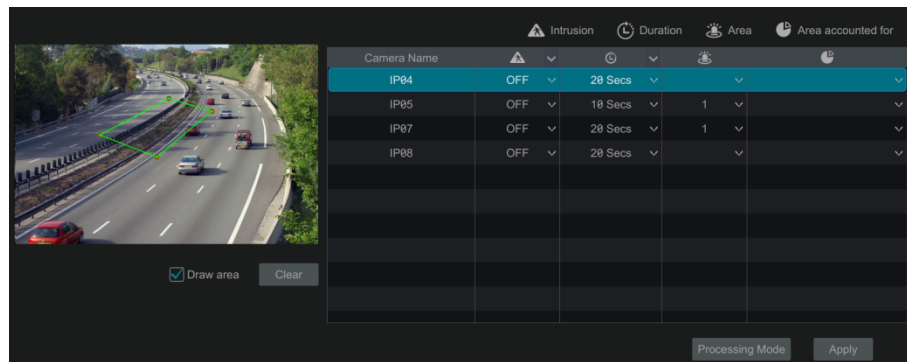 Intrusion Duration Area Area accounted for
Camera Name
IP04 OFF 20 Secs
IP05 OFF 10 Secs 1
IP07 OFF 20 Secs 1
IP08 OFF 20 Secs
Draw area Clear
Processing Mode Apply